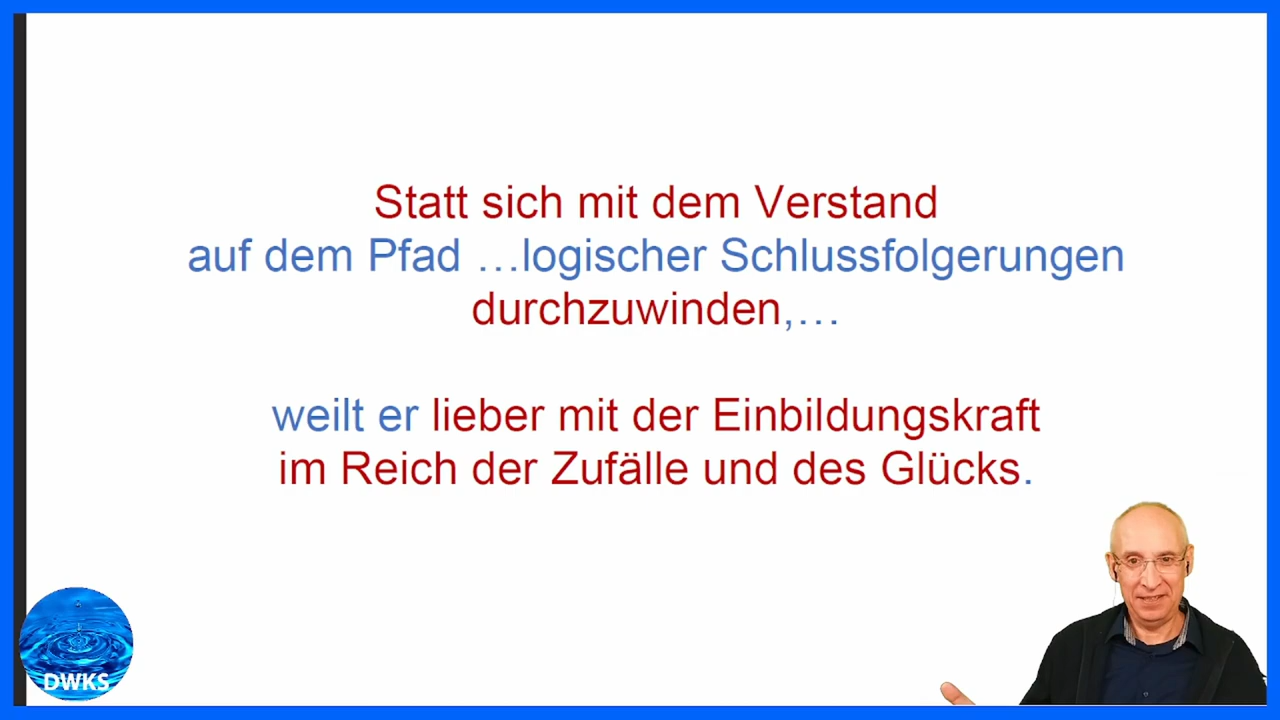 Statt sich mit dem Verstand
auf dem Pfad …logischer Schlussfolgerungen
durchzuwinden,…
weilt er lieber mit der Einbildungskraft
im Reich der Zufälle und des Glücks.
DWKS